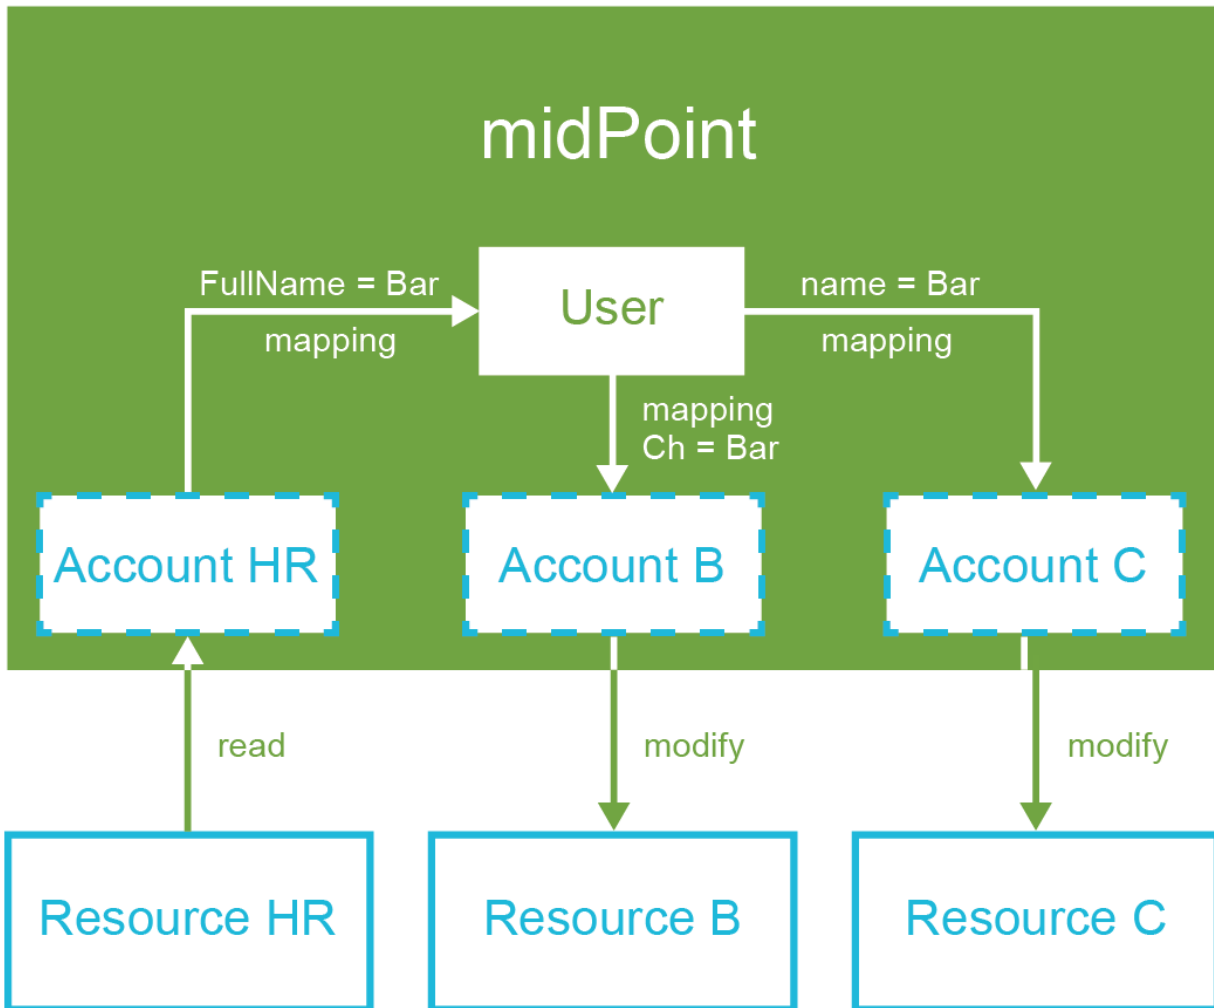 midPoint
FullName = Bar
mapping
User
name = Bar
mapping
mapping
Ch = Bar
Account HR
Account B
Account C
read
modify
modify
Resource HR
Resource B
Resource C